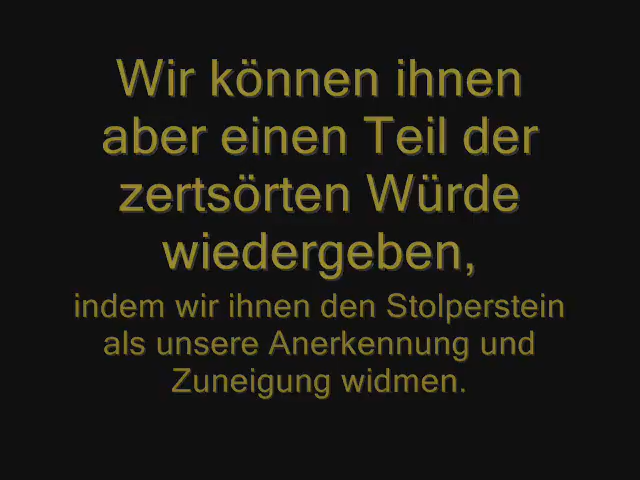 Wir können ihnen
aber einen Teil der
zertsörten Würde
wiedergeben,
indem wir ihnen den Stolperstein
als unsere Anerkennung und
Zuneigung widmen.